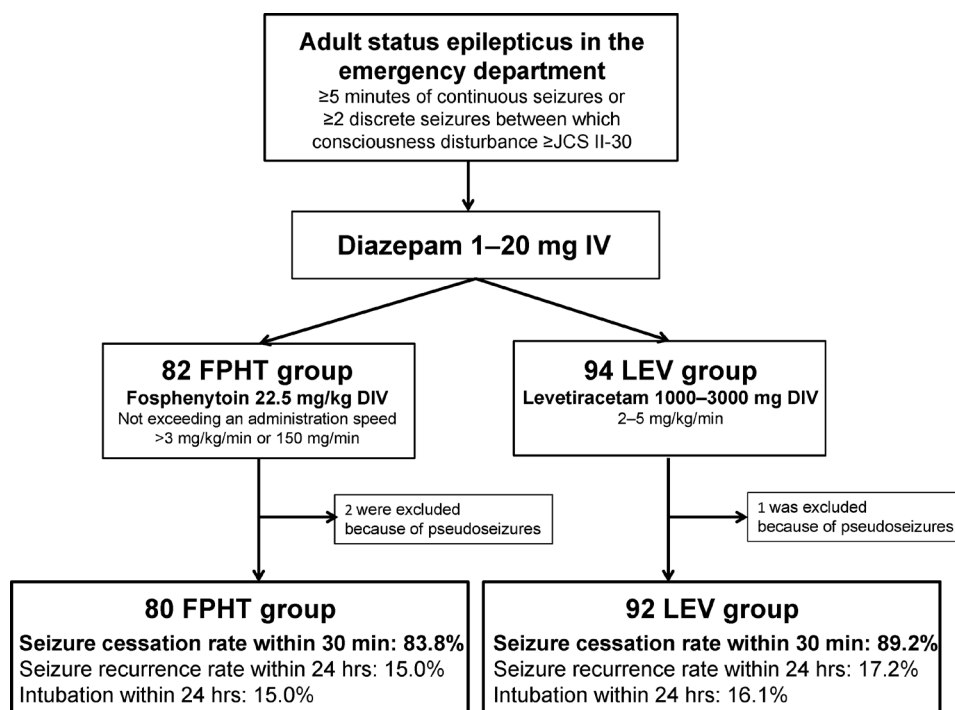 Adult status epilepticus in the
emergency department
≥5 minutes of continuous seizures or
≥2 discrete seizures between which
consciousness disturbance ≥JCS II-30
Diazepam 1–20 mg IV
82 FPHT group
Fosphenytoin 22.5 mg/kg DIV
Not exceeding an administration speed
>3 mg/kg/min or 150 mg/min
94 LEV group
Levetiracetam 1000–3000 mg DIV
2–5 mg/kg/min
2 were excluded
because of pseudoseizures
1 was excluded
because of pseudoseizures
80 FPHT group
Seizure cessation rate within 30 min: 83.8%
Seizure recurrence rate within 24 hrs: 15.0%
Intubation within 24 hrs: 15.0%
92 LEV group
Seizure cessation rate within 30 min: 89.2%
Seizure recurrence rate within 24 hrs: 17.2%
Intubation within 24 hrs: 16.1%